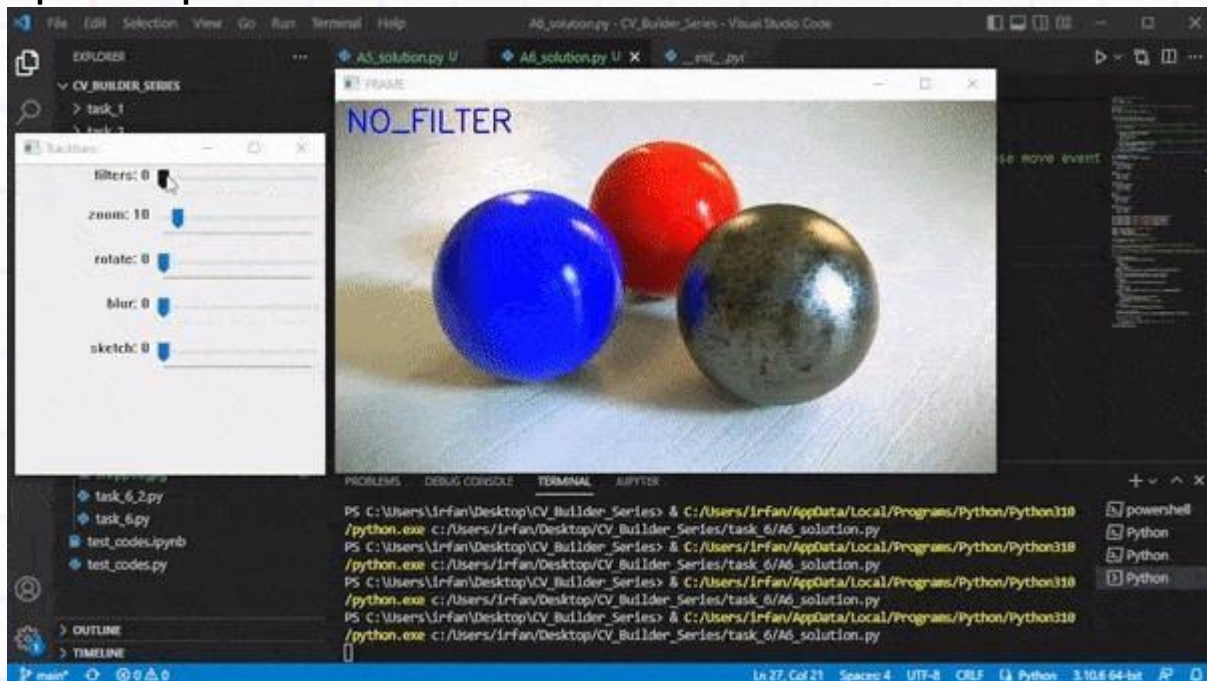 File Edit Selection View Go Run Terminal Help
A6_solution.py - CV_Builder_Series - Visual Studio Code
EXPLORER
A5_solution.py U
A6_solution.py U
CV_BUILDER_SERIES
FRAME
task_1
NO_FILTER
Trackbars
se move event
filters: 0
zoom: 10
rotate: 0
blur: 0
sketch: 0
PROBLEMS DEBUG CONSOLE TERMINAL JUPYTER
task_6_2.py
task_6.py
test_codes.ipynb
test_codes.py
PS C:\Users\irfan\Desktop\CV_Builder_Series> & C:/Users/irfan/AppData/Local/Programs/Python/Python310
/python.exe c:/Users/irfan/Desktop/CV_Builder_Series/task_6/A6_solution.py
PS C:\Users\irfan\Desktop\CV_Builder_Series> & C:/Users/irfan/AppData/Local/Programs/Python/Python310
/python.exe c:/Users/irfan/Desktop/CV_Builder_Series/task_6/A6_solution.py
PS C:\Users\irfan\Desktop\CV_Builder_Series> & C:/Users/irfan/AppData/Local/Programs/Python/Python310
/python.exe c:/Users/irfan/Desktop/CV_Builder_Series/task_6/A6_solution.py
PS C:\Users\irfan\Desktop\CV_Builder_Series> & C:/Users/irfan/AppData/Local/Programs/Python/Python310
/python.exe c:/Users/irfan/Desktop/CV_Builder_Series/task_6/A6_solution.py
powershell
Python
Python
Python
OUTLINE
TIMELINE
main* 0 0 Ln 27, Col 21 Spaces: 4 UTF-8 CRLF Python 3.10.6 64-bit